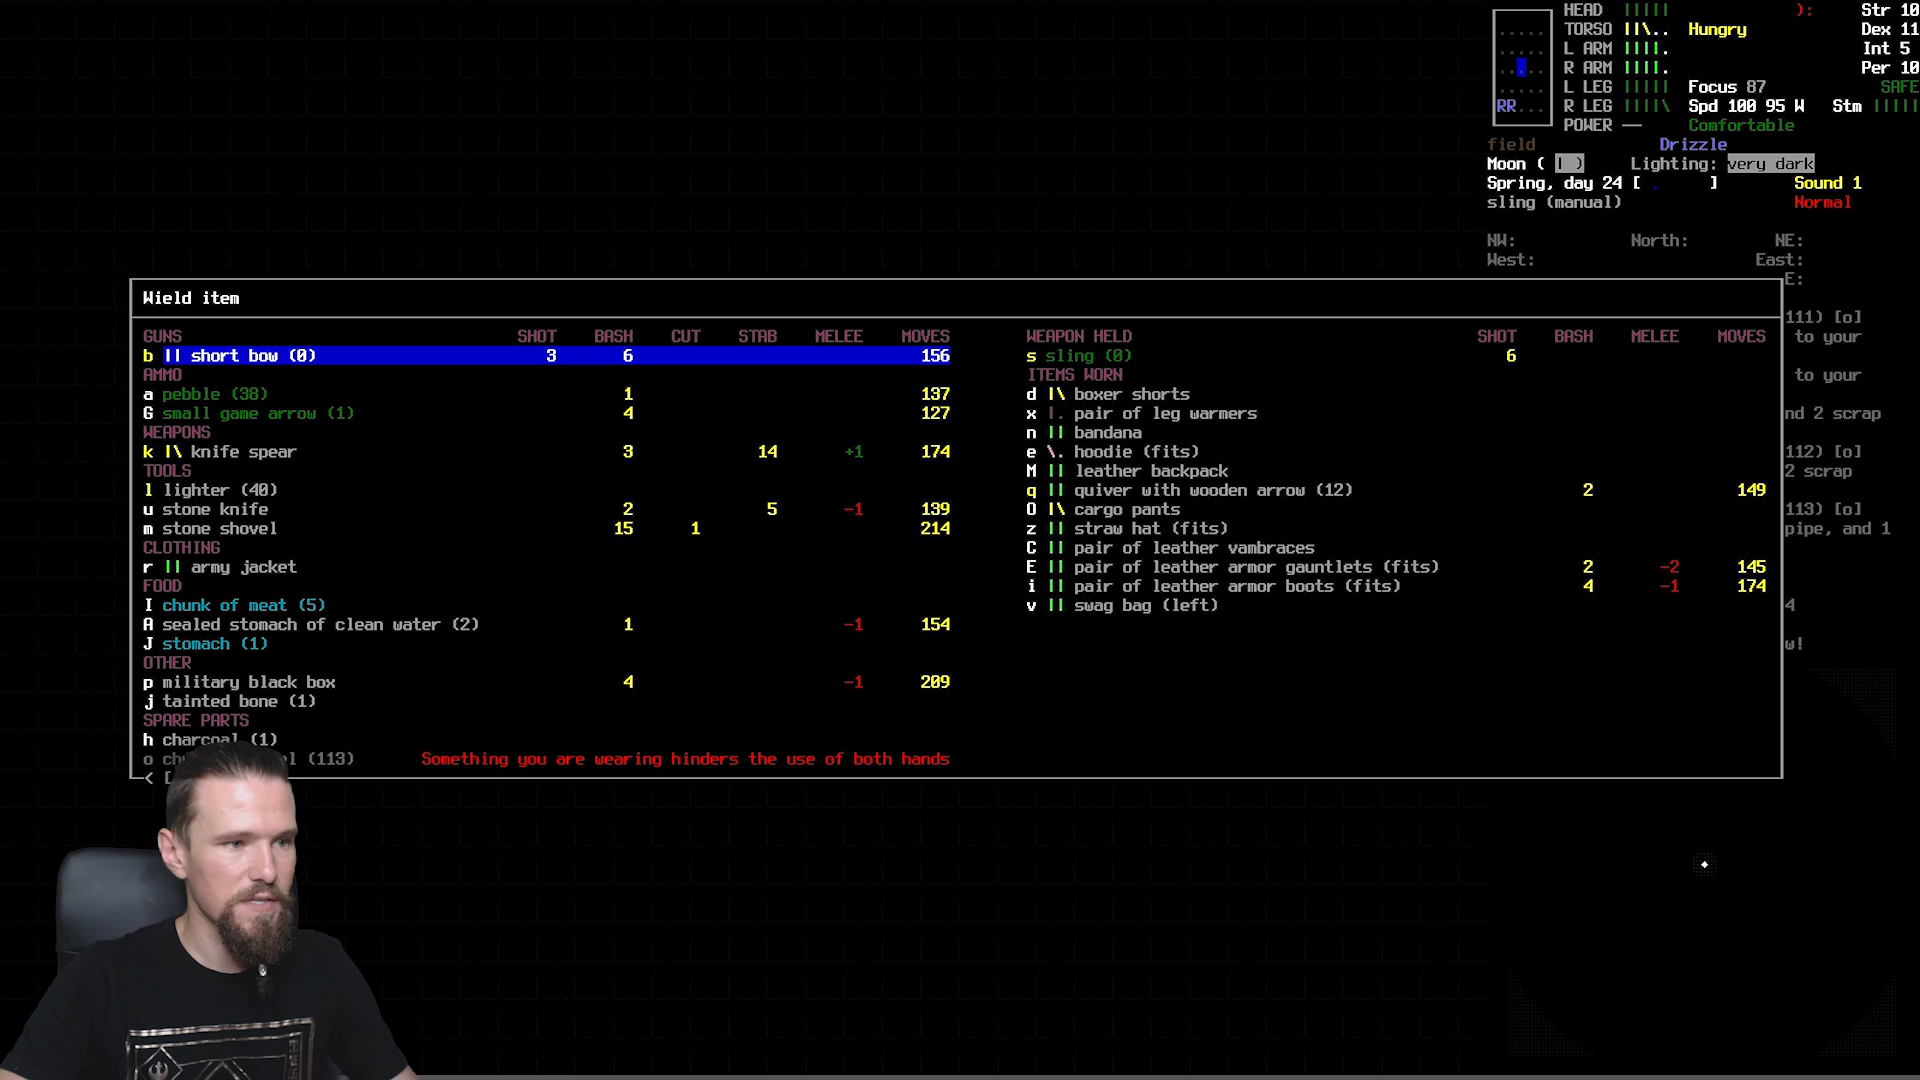 HEAD ||||| ): Str 10
TORSO ||\.. Hungry Dex 11
L ARM ||||. Int 5
R ARM ||||. Per 10
L LEG ||||| Focus 87 SAFE
RR... R LEG ||||\ Spd 100 95 W Stm |||||
POWER — Comfortable
field Drizzle
Moon ( | ) Lighting: very dark
Spring, day 24 [ . ] Sound 1
sling (manual) Normal
NW: North: NE:
West: East:
E:
Wield item
GUNS SHOT BASH CUT STAB MELEE MOVES
b || short bow (0) 3 6 156
AMMO
a pebble (38) 1 137
G small game arrow (1) 4 127
WEAPONS
k |\ knife spear 3 14 +1 174
TOOLS
l lighter (40)
u stone knife 2 5 -1 139
m stone shovel 15 1 214
CLOTHING
r || army jacket
FOOD
I chunk of meat (5)
A sealed stomach of clean water (2) 1 -1 154
J stomach (1)
OTHER
p military black box 4 -1 209
j tainted bone (1)
SPARE PARTS
h charcoal (1)
o (113) Something you are wearing hinders the use of both hands
< [
WEAPON HELD SHOT BASH MELEE MOVES
s sling (0) 6
ITEMS WORN
d |\ boxer shorts
x |. pair of leg warmers
n || bandana
e \. hoodie (fits)
M || leather backpack
q || quiver with wooden arrow (12) 2 149
O |\ cargo pants
z || straw hat (fits)
C || pair of leather vambraces
E || pair of leather armor gauntlets (fits) 2 -2 145
i || pair of leather armor boots (fits) 4 -1 174
v || swag bag (left)
111) [o]
to your
to your
nd 2 scrap
112) [o]
2 scrap
113) [o]
pipe, and 1
4
w!